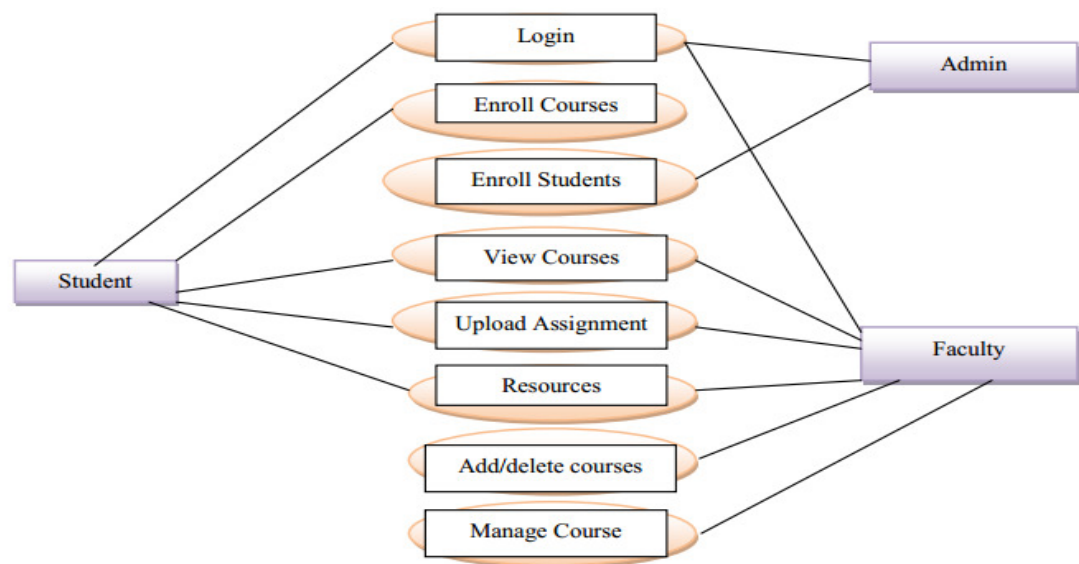 Login
Admin
Enroll Courses
Enroll Students
View Courses
Student
Upload Assignment
Faculty
Resources
Add/delete courses
Manage Course